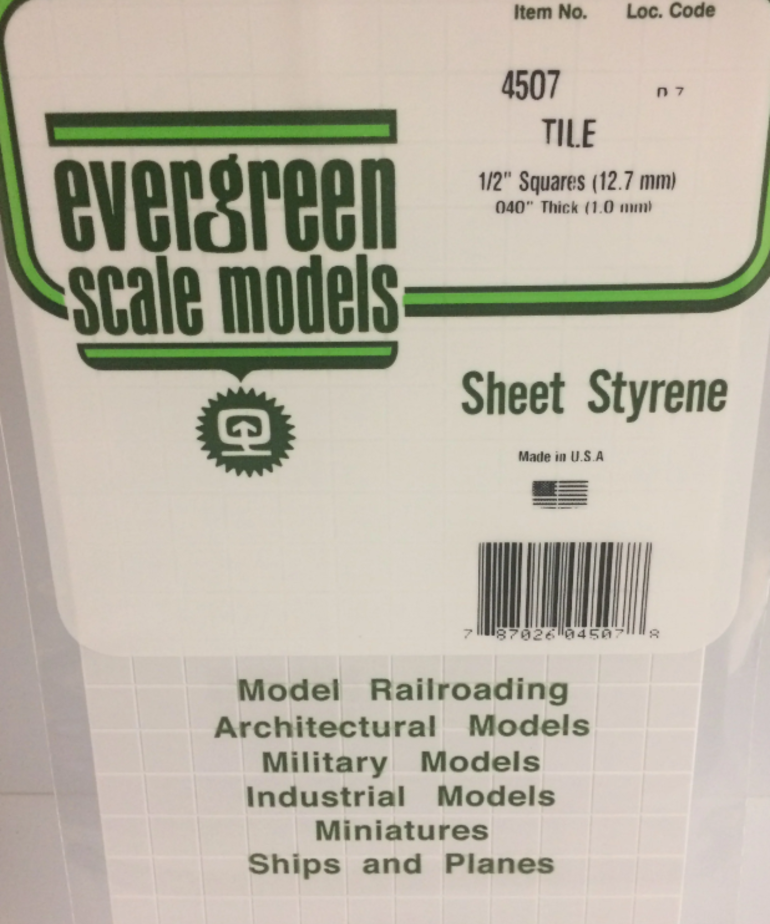 Item No. Loc. Code
4507 D 7
TILE
1/2" Squares (12.7 mm)
040" Thick (1.0 mm)
evergreen
scale models
Sheet Styrene
Made in U.S.A
7 87026 04507 8
Model Railroading
Architectural Models
Military Models
Industrial Models
Miniatures
Ships and Planes